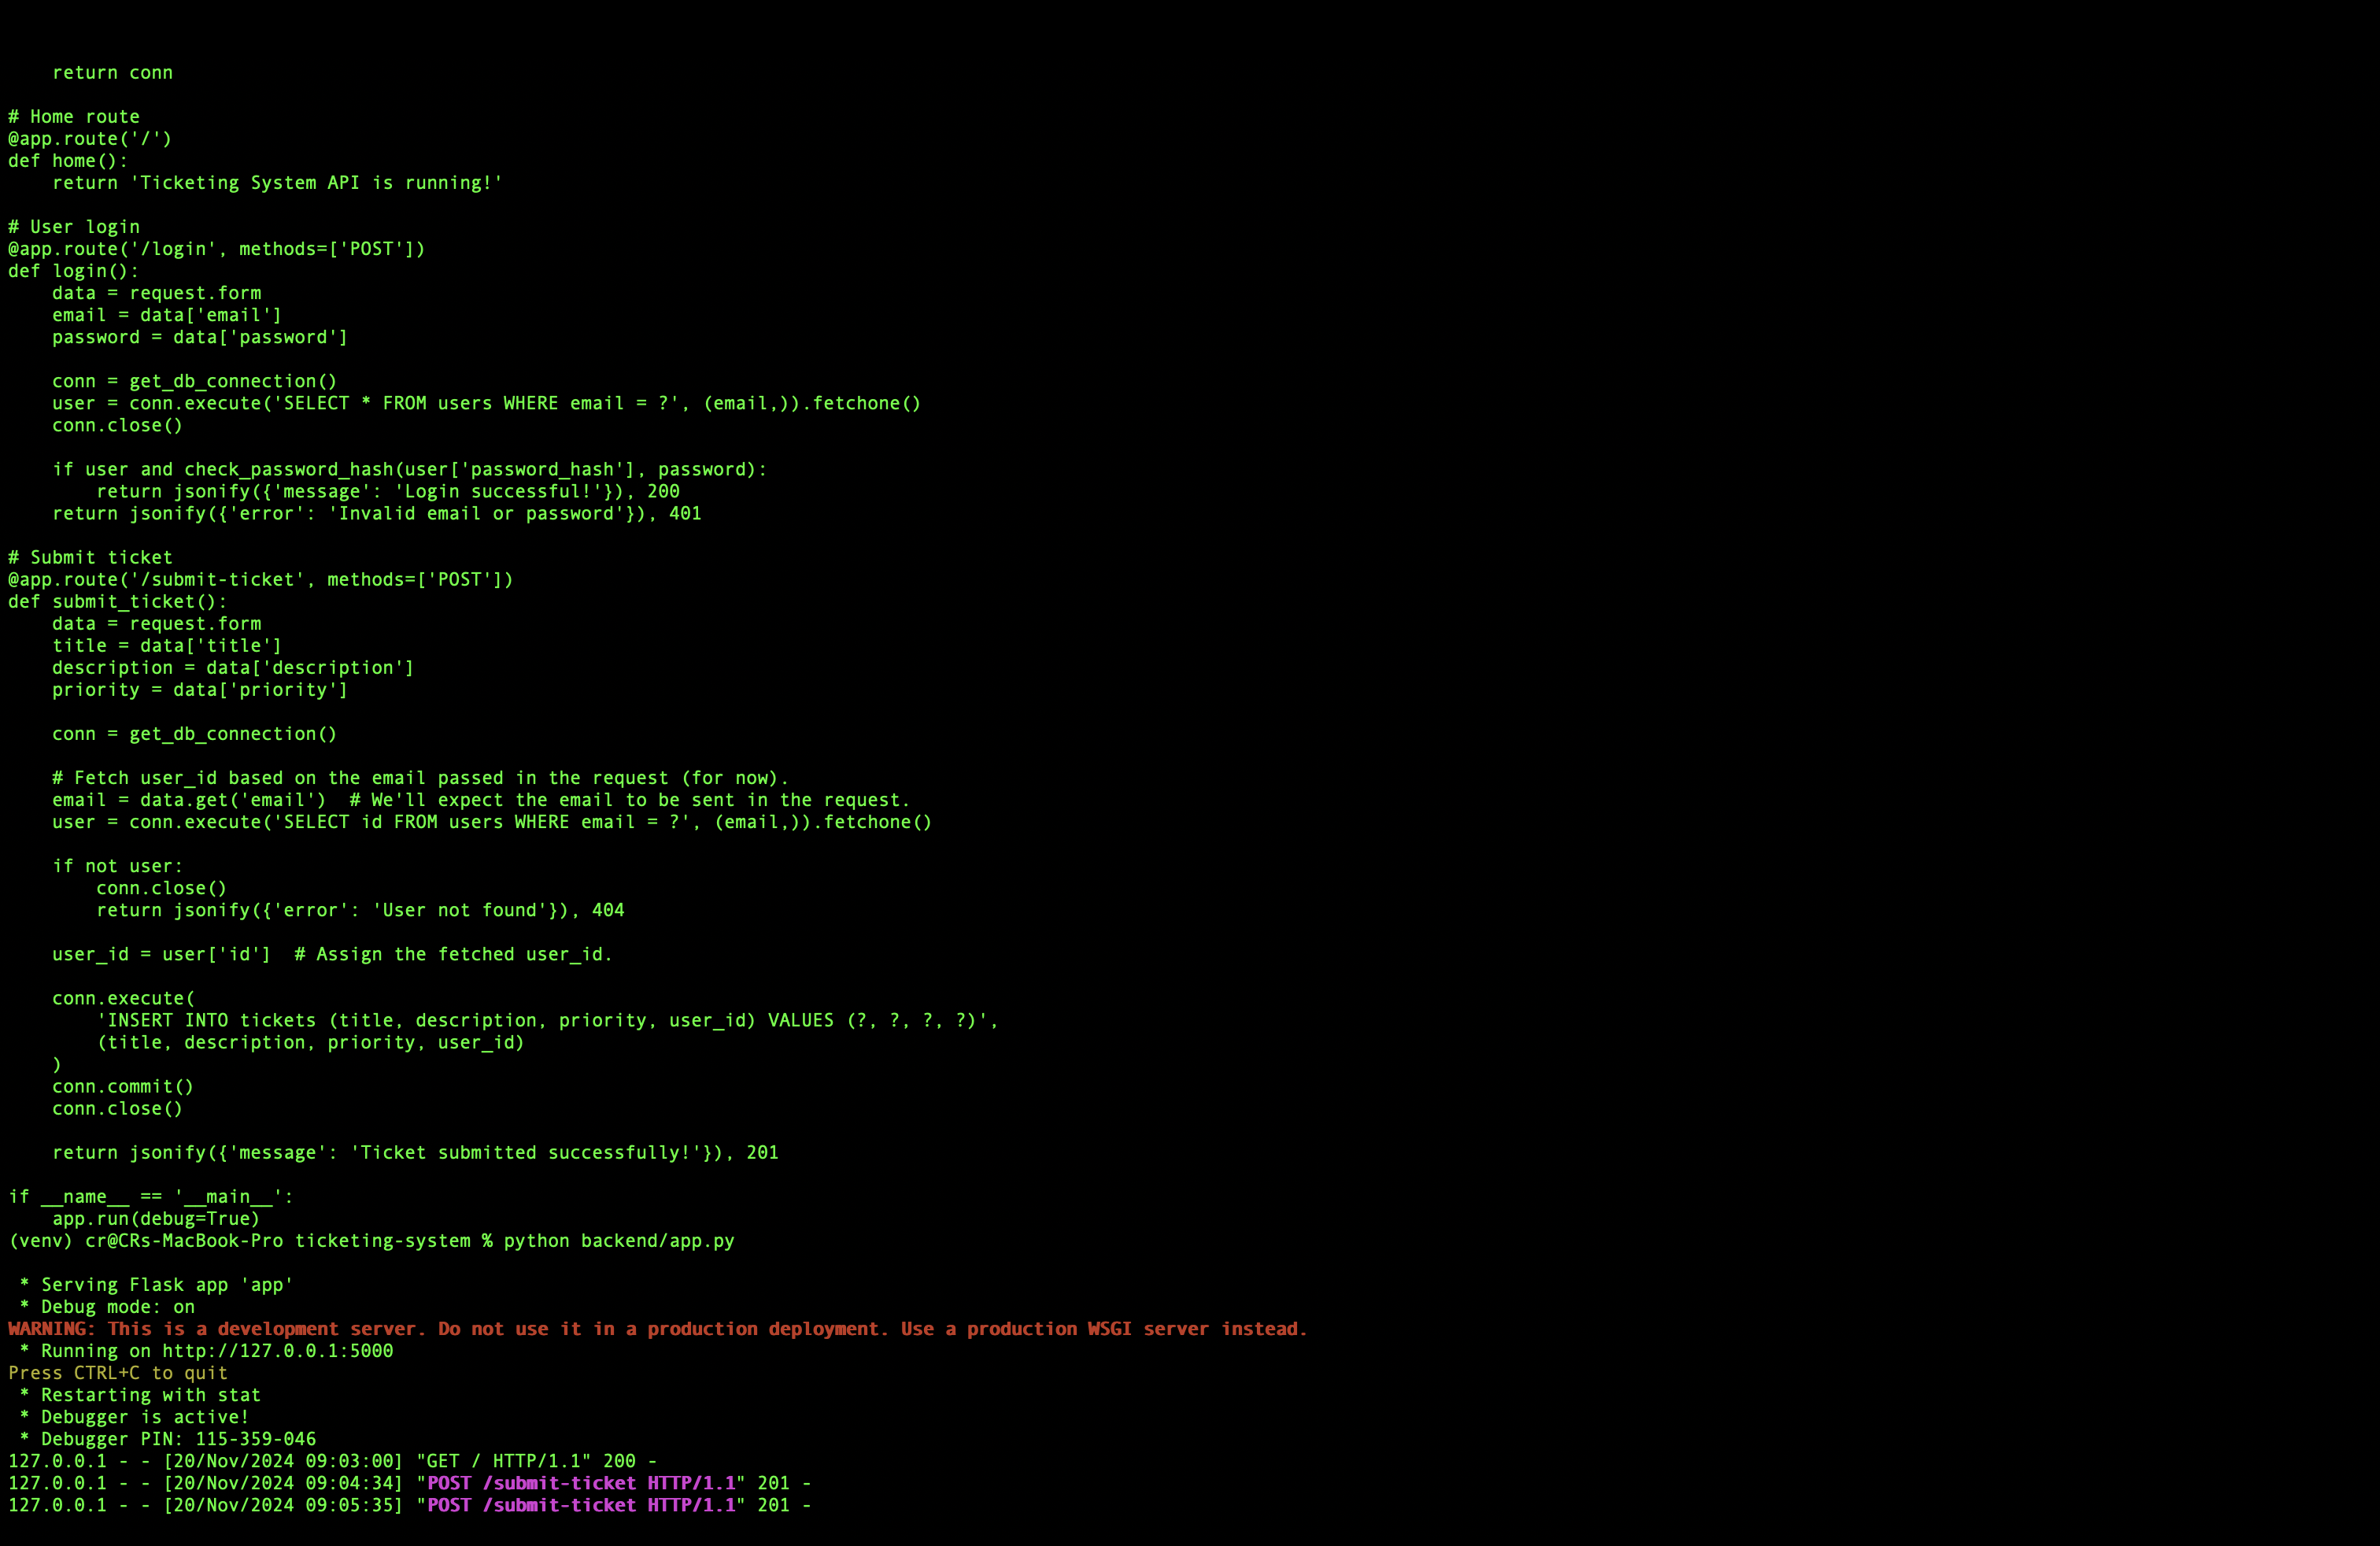 return conn

# Home route
@app.route('/')
def home():
    return 'Ticketing System API is running!'

# User login
@app.route('/login', methods=['POST'])
def login():
    data = request.form
    email = data['email']
    password = data['password']

    conn = get_db_connection()
    user = conn.execute('SELECT * FROM users WHERE email = ?', (email,)).fetchone()
    conn.close()

    if user and check_password_hash(user['password_hash'], password):
        return jsonify({'message': 'Login successful!'}), 200
    return jsonify({'error': 'Invalid email or password'}), 401

# Submit ticket
@app.route('/submit-ticket', methods=['POST'])
def submit_ticket():
    data = request.form
    title = data['title']
    description = data['description']
    priority = data['priority']

    conn = get_db_connection()

    # Fetch user_id based on the email passed in the request (for now).
    email = data.get('email')  # We'll expect the email to be sent in the request.
    user = conn.execute('SELECT id FROM users WHERE email = ?', (email,)).fetchone()

    if not user:
        conn.close()
        return jsonify({'error': 'User not found'}), 404

    user_id = user['id']  # Assign the fetched user_id.

    conn.execute(
        'INSERT INTO tickets (title, description, priority, user_id) VALUES (?, ?, ?, ?)',
        (title, description, priority, user_id)
    )
    conn.commit()
    conn.close()

    return jsonify({'message': 'Ticket submitted successfully!'}), 201

if __name__ == '__main__':
    app.run(debug=True)
(venv) cr@CRs-MacBook-Pro ticketing-system % python backend/app.py

 * Serving Flask app 'app'
 * Debug mode: on
WARNING: This is a development server. Do not use it in a production deployment. Use a production WSGI server instead.
 * Running on http://127.0.0.1:5000
Press CTRL+C to quit
 * Restarting with stat
 * Debugger is active!
 * Debugger PIN: 115-359-046
127.0.0.1 - - [20/Nov/2024 09:03:00] "GET / HTTP/1.1" 200 -
127.0.0.1 - - [20/Nov/2024 09:04:34] "POST /submit-ticket HTTP/1.1" 201 -
127.0.0.1 - - [20/Nov/2024 09:05:35] "POST /submit-ticket HTTP/1.1" 201 -